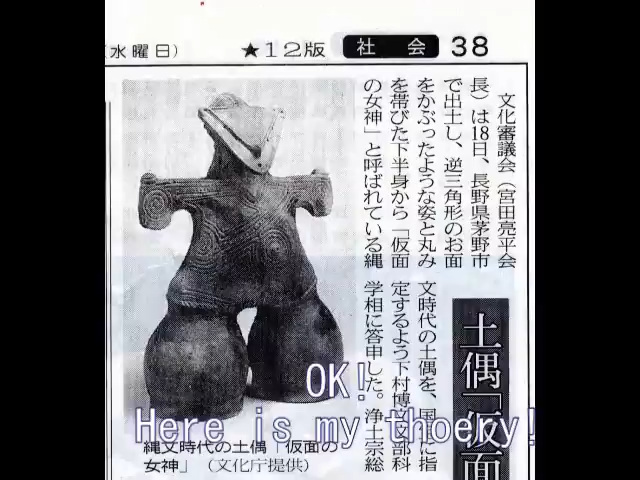 (水曜日)
★12版
社会
38
文化審議会(宮田亮平会
長)は18日、長野県茅野市
で出土し、逆三角形のお面
をかぶったような姿と丸み
を帯びた下半身から「仮面
の女神」と呼ばれている縄
文時代の土偶を、国
に指
定するよう下村博文部科
学相に答申した。浄土宗総
土偶「仮面
OK!
Here is my thoery!
縄文時代の土偶「仮面の
女神」(文化庁提供)